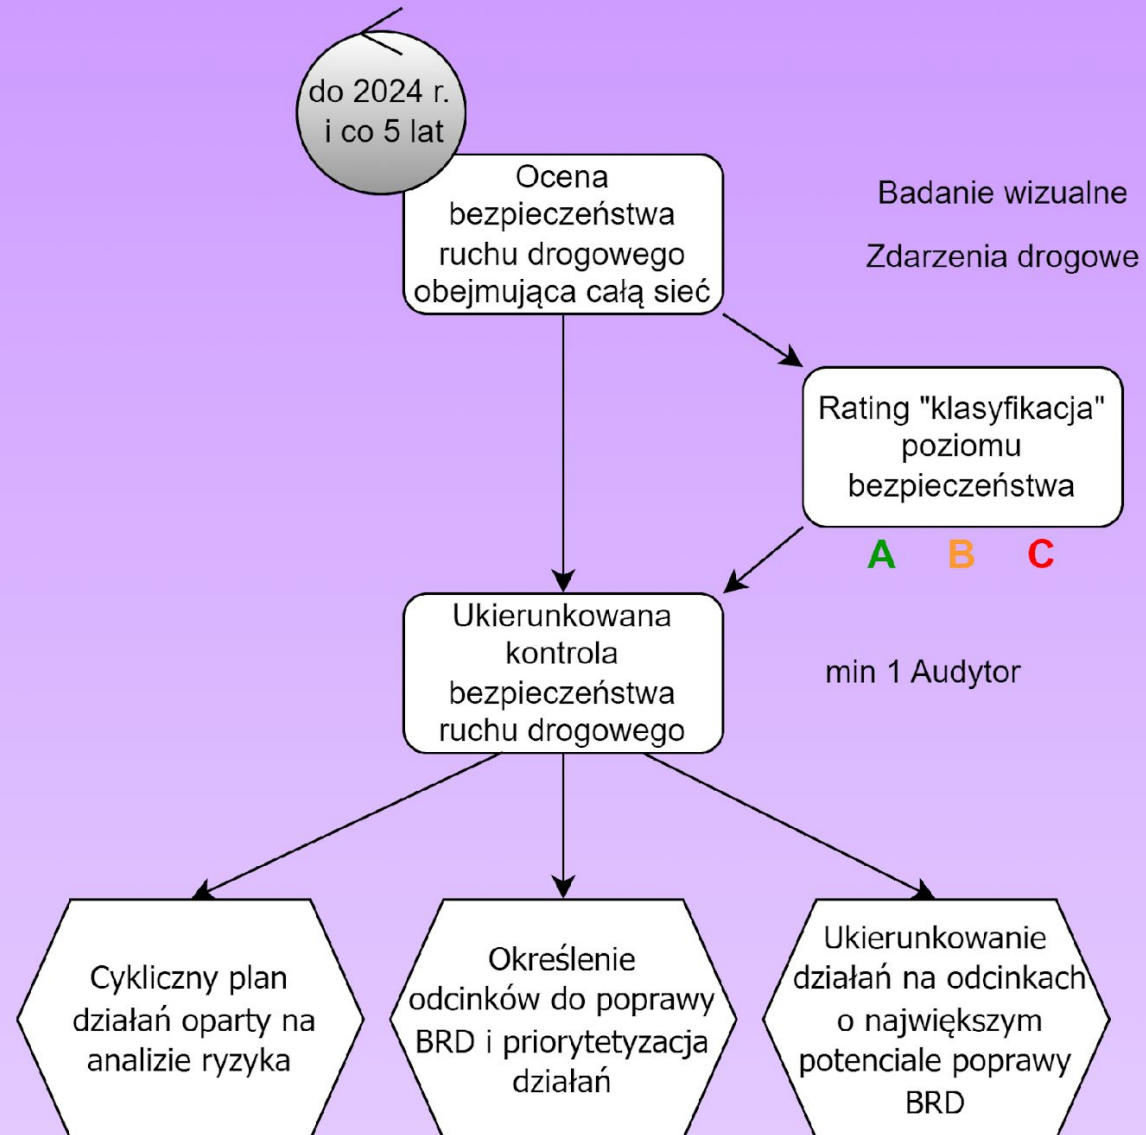 do 2024 r.
i co 5 lat
Ocena
bezpieczeństwa
ruchu drogowego
obejmująca całą sieć
Badanie wizualne
Zdarzenia drogowe
Rating "klasyfikacja"
poziomu
bezpieczeństwa
A B C
Ukierunkowana
kontrola
bezpieczeństwa
ruchu drogowego
min 1 Audytor
Cykliczny plan
działań oparty na
analizie ryzyka
Określenie
odcinków do poprawy
BRD i priorytetyzacja
działań
Ukierunkowanie
działań na odcinkach
o największym
potenciale poprawy
BRD